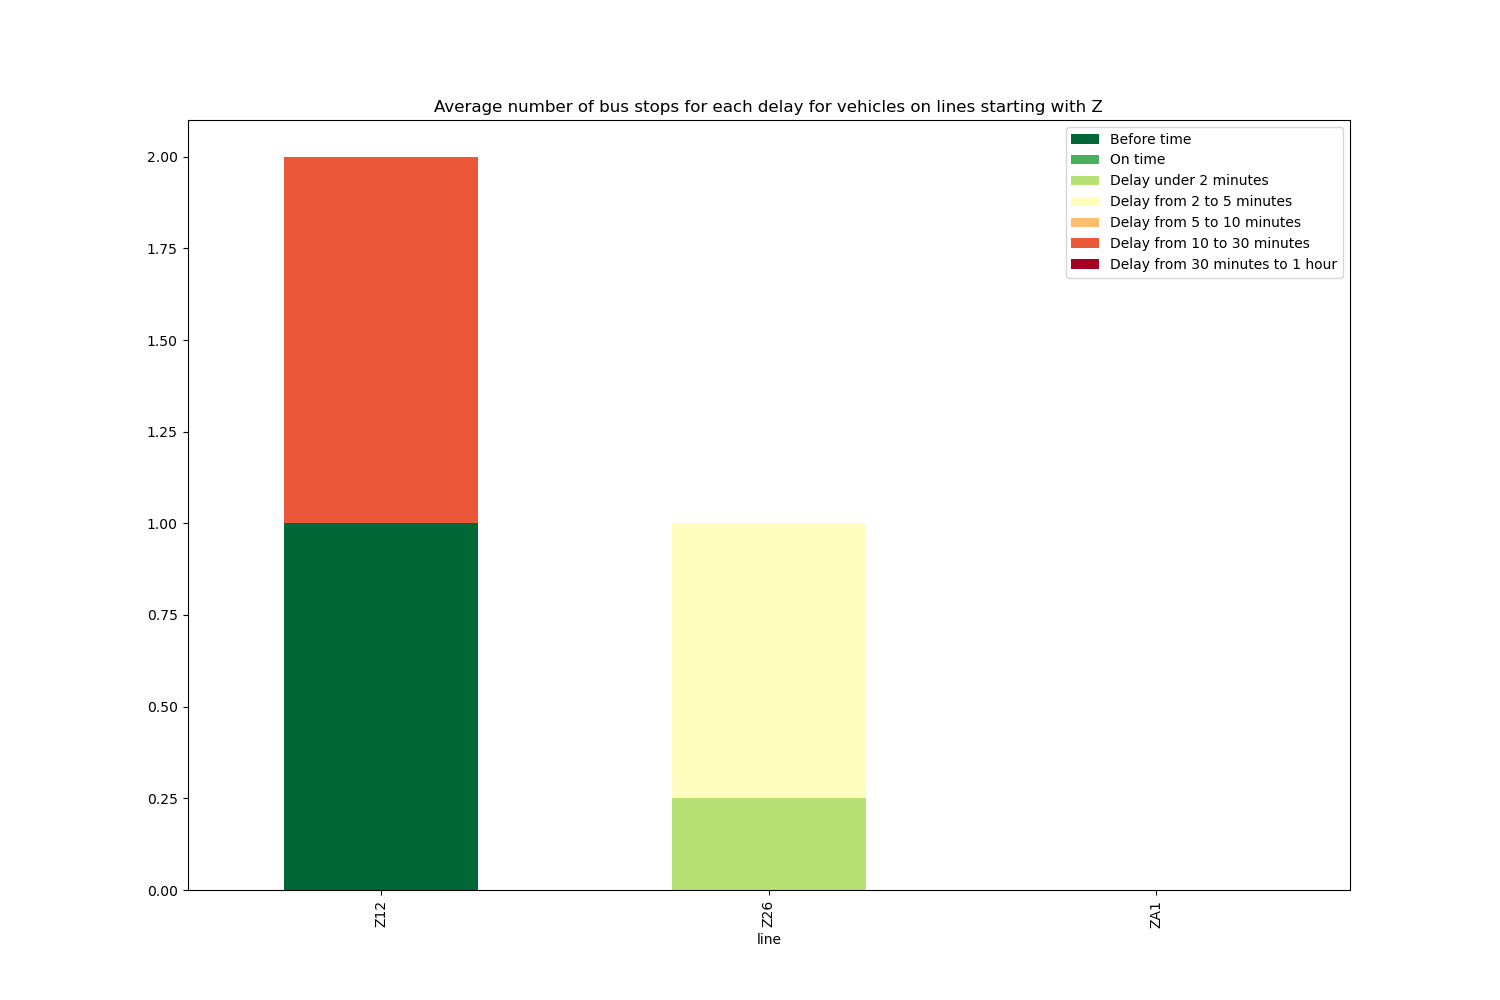 Average number of bus stops for each delay for vehicles on lines starting with Z
Before time
On time
Delay under 2 minutes
Delay from 2 to 5 minutes
Delay from 5 to 10 minutes
Delay from 10 to 30 minutes
Delay from 30 minutes to 1 hour
2.00
1.75
1.50
1.25
1.00
0.75
0.50
0.25
0.00
Z12
Z26
ZA1
line